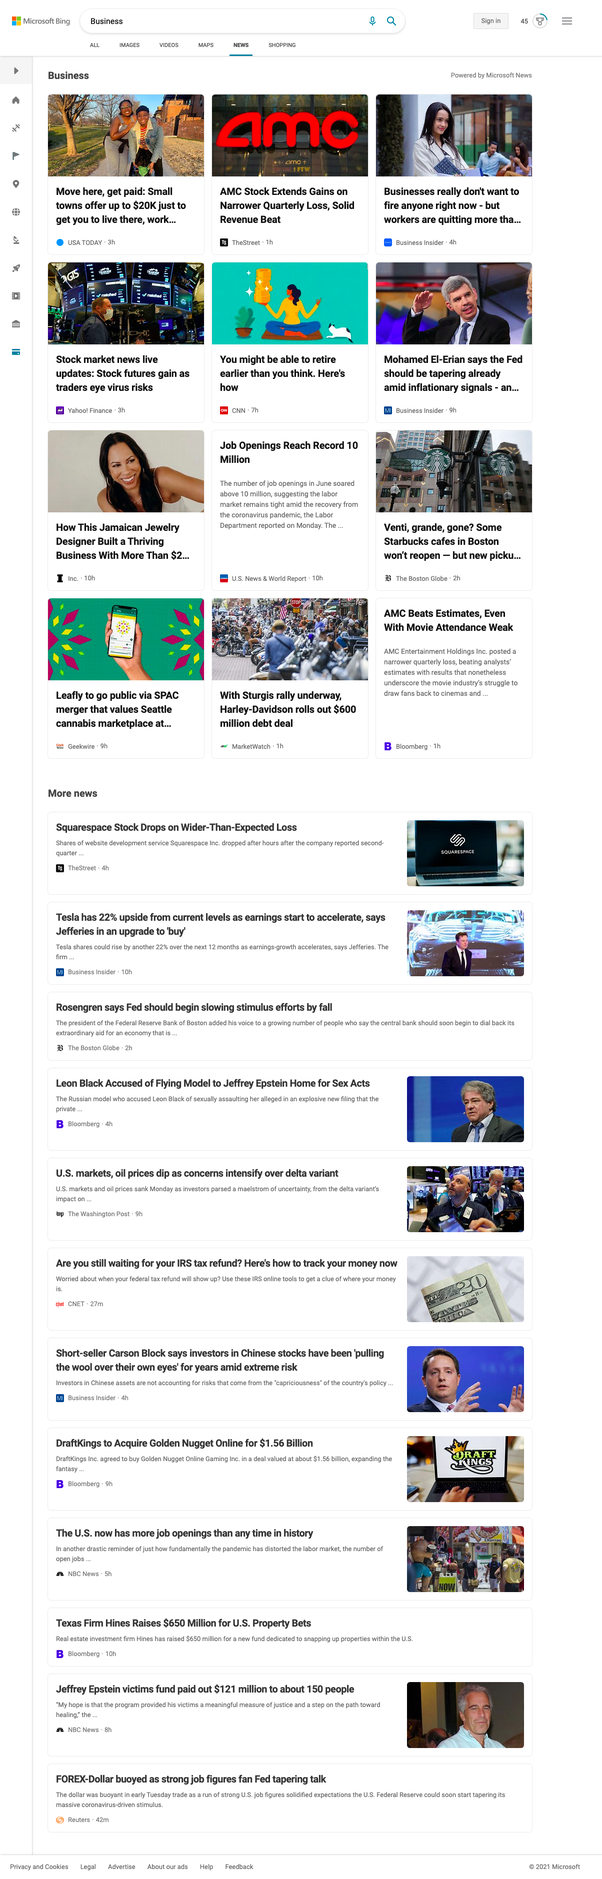 Microsoft Bing
Business
Sign in
45
ALL IMAGES VIDEOS MAPS NEWS SHOPPING
Business
Powered by Microsoft News
Move here, get paid: Small
towns offer up to $20K just to
get you to live there, work...
USA TODAY · 3h
amc
AMC Stock Extends Gains on
Narrower Quarterly Loss, Solid
Revenue Beat
TheStreet · 1h
Businesses really don't want to
fire anyone right now - but
workers are quitting more tha...
Business Insider · 4h
Stock market news live
updates: Stock futures gain as
traders eye virus risks
Yahoo! Finance · 3h
You might be able to retire
earlier than you think. Here's
how
CNN · 7h
Mohamed El-Erian says the Fed
should be tapering already
amid inflationary signals - an...
Business Insider · 9h
How This Jamaican Jewelry
Designer Built a Thriving
Business With More Than $2...
Inc. · 10h
Job Openings Reach Record 10
Million
The number of job openings in June soared
above 10 million, suggesting the labor
market remains tight amid the recovery from
the coronavirus pandemic, the Labor
Department reported on Monday. The ...
U.S. News & World Report · 10h
Venti, grande, gone? Some
Starbucks cafes in Boston
won't reopen — but new picku...
The Boston Globe · 2h
Leafly to go public via SPAC
merger that values Seattle
cannabis marketplace at...
Geekwire · 9h
With Sturgis rally underway,
Harley-Davidson rolls out $600
million debt deal
MarketWatch · 1h
AMC Beats Estimates, Even
With Movie Attendance Weak
AMC Entertainment Holdings Inc. posted a
narrower quarterly loss, beating analysts'
estimates with results that nonetheless
underscore the movie industry's struggle to
draw fans back to cinemas and ...
Bloomberg · 1h
More news
Squarespace Stock Drops on Wider-Than-Expected Loss
Shares of website development service Squarespace Inc. dropped after hours after the company reported second-
quarter ...
TheStreet · 4h
SQUARESPACE
Tesla has 22% upside from current levels as earnings start to accelerate, says
Jefferies in an upgrade to 'buy'
Tesla shares could rise by another 22% over the next 12 months as earnings-growth accelerates, says Jefferies. The
firm ...
Business Insider · 10h
Rosengren says Fed should begin slowing stimulus efforts by fall
The president of the Federal Reserve Bank of Boston added his voice to a growing number of people who say the central bank should soon begin to dial back its
extraordinary aid for an economy that is ...
The Boston Globe · 2h
Leon Black Accused of Flying Model to Jeffrey Epstein Home for Sex Acts
The Russian model who accused Leon Black of sexually assaulting her alleged in an explosive new filing that the
private ...
Bloomberg · 4h
U.S. markets, oil prices dip as concerns intensify over delta variant
U.S. markets and oil prices sank Monday as investors parsed a maelstrom of uncertainty, from the delta variant's
impact on ...
The Washington Post · 9h
Are you still waiting for your IRS tax refund? Here's how to track your money now
Worried about when your federal tax refund will show up? Use these IRS online tools to get a clue of where your money
is.
CNET · 27m
Short-seller Carson Block says investors in Chinese stocks have been 'pulling
the wool over their own eyes' for years amid extreme risk
Investors in Chinese assets are not accounting for risks that come from the "capriciousness" of the country's policy ...
Business Insider · 4h
DraftKings to Acquire Golden Nugget Online for $1.56 Billion
DraftKings Inc. agreed to buy Golden Nugget Online Gaming Inc. in a deal valued at about $1.56 billion, expanding the
fantasy ...
Bloomberg · 9h
DRAFT
KINGS
The U.S. now has more job openings than any time in history
In another drastic reminder of just how fundamentally the pandemic has distorted the labor market, the number of
open jobs ...
NBC News · 5h
NOW
Texas Firm Hines Raises $650 Million for U.S. Property Bets
Real estate investment firm Hines has raised $650 million for a new fund dedicated to snapping up properties within the U.S.
Bloomberg · 10h
Jeffrey Epstein victims fund paid out $121 million to about 150 people
"My hope is that the program provided his victims a meaningful measure of justice and a step on the path toward
healing," the ...
NBC News · 8h
FOREX-Dollar buoyed as strong job figures fan Fed tapering talk
The dollar was buoyant in early Tuesday trade as a run of strong U.S. job figures solidified expectations the U.S. Federal Reserve could soon start tapering its
massive coronavirus-driven stimulus.
Reuters · 42m
Privacy and Cookies Legal Advertise About our ads Help Feedback
© 2021 Microsoft